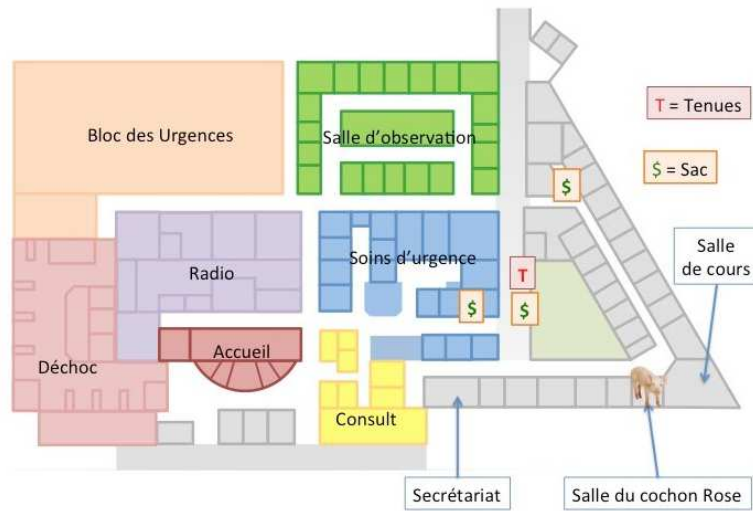 T = Tenues
Bloc des Urgences
Salle d'observation
$ = Sac
$
Salle
de cours
Soins d'urgence
Radio
T
$
$
Accueil
Déchoc
Consult
Secrétariat
Salle du cochon Rose